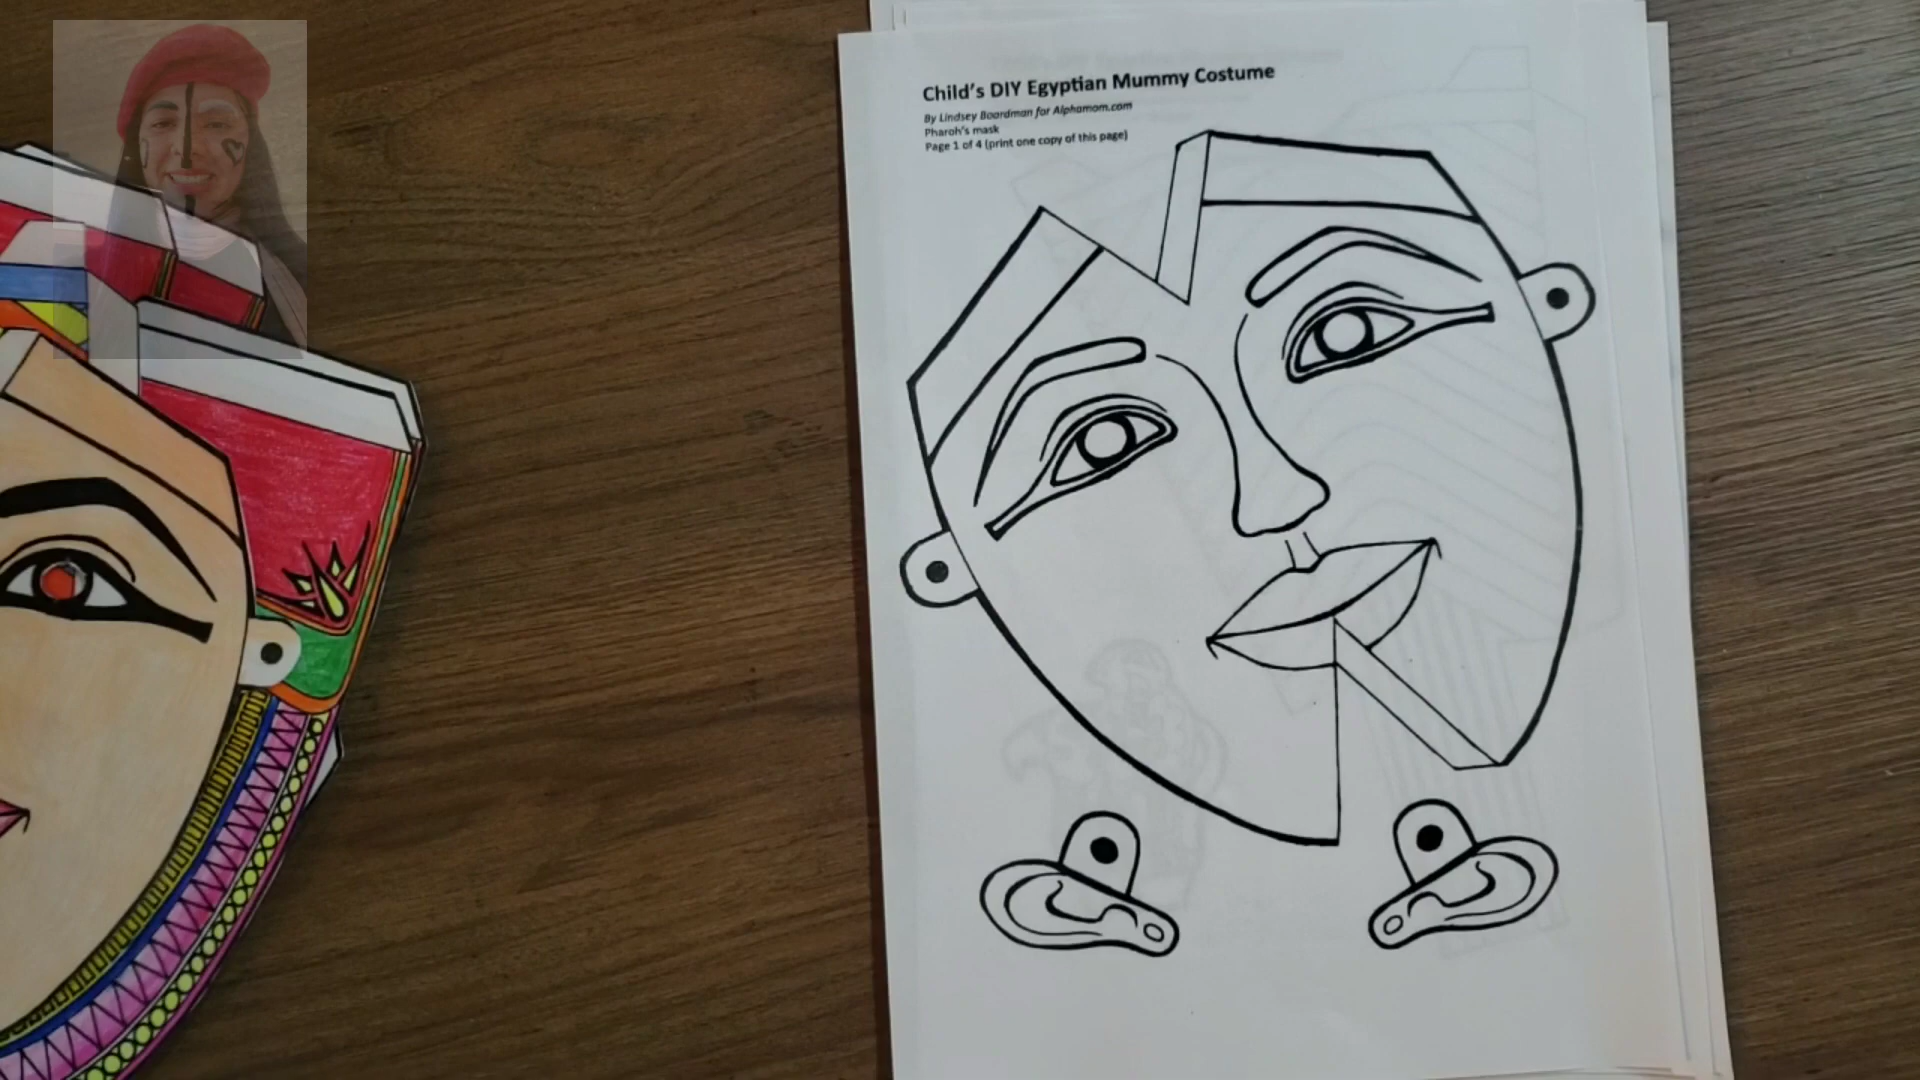 Child's DIY Egyptian Mummy Costume
By Lindsey Boardman for Alphamom.com
Pharoh's mask
Page 1 of 4 (print one copy of this page)